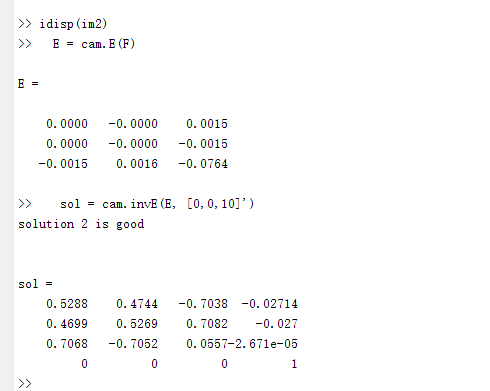 >> idisp(im2)
>> E = cam.E(F)
E =
0.0000 -0.0000 0.0015
0.0000 -0.0000 -0.0015
-0.0015 0.0016 -0.0764
>> sol = cam.invE(E, [0,0,10]')
solution 2 is good
sol =
0.5288 0.4744 -0.7038 -0.02714
0.4699 0.5269 0.7082 -0.027
0.7068 -0.7052 0.0557-2.671e-05
0 0 0 1
>>